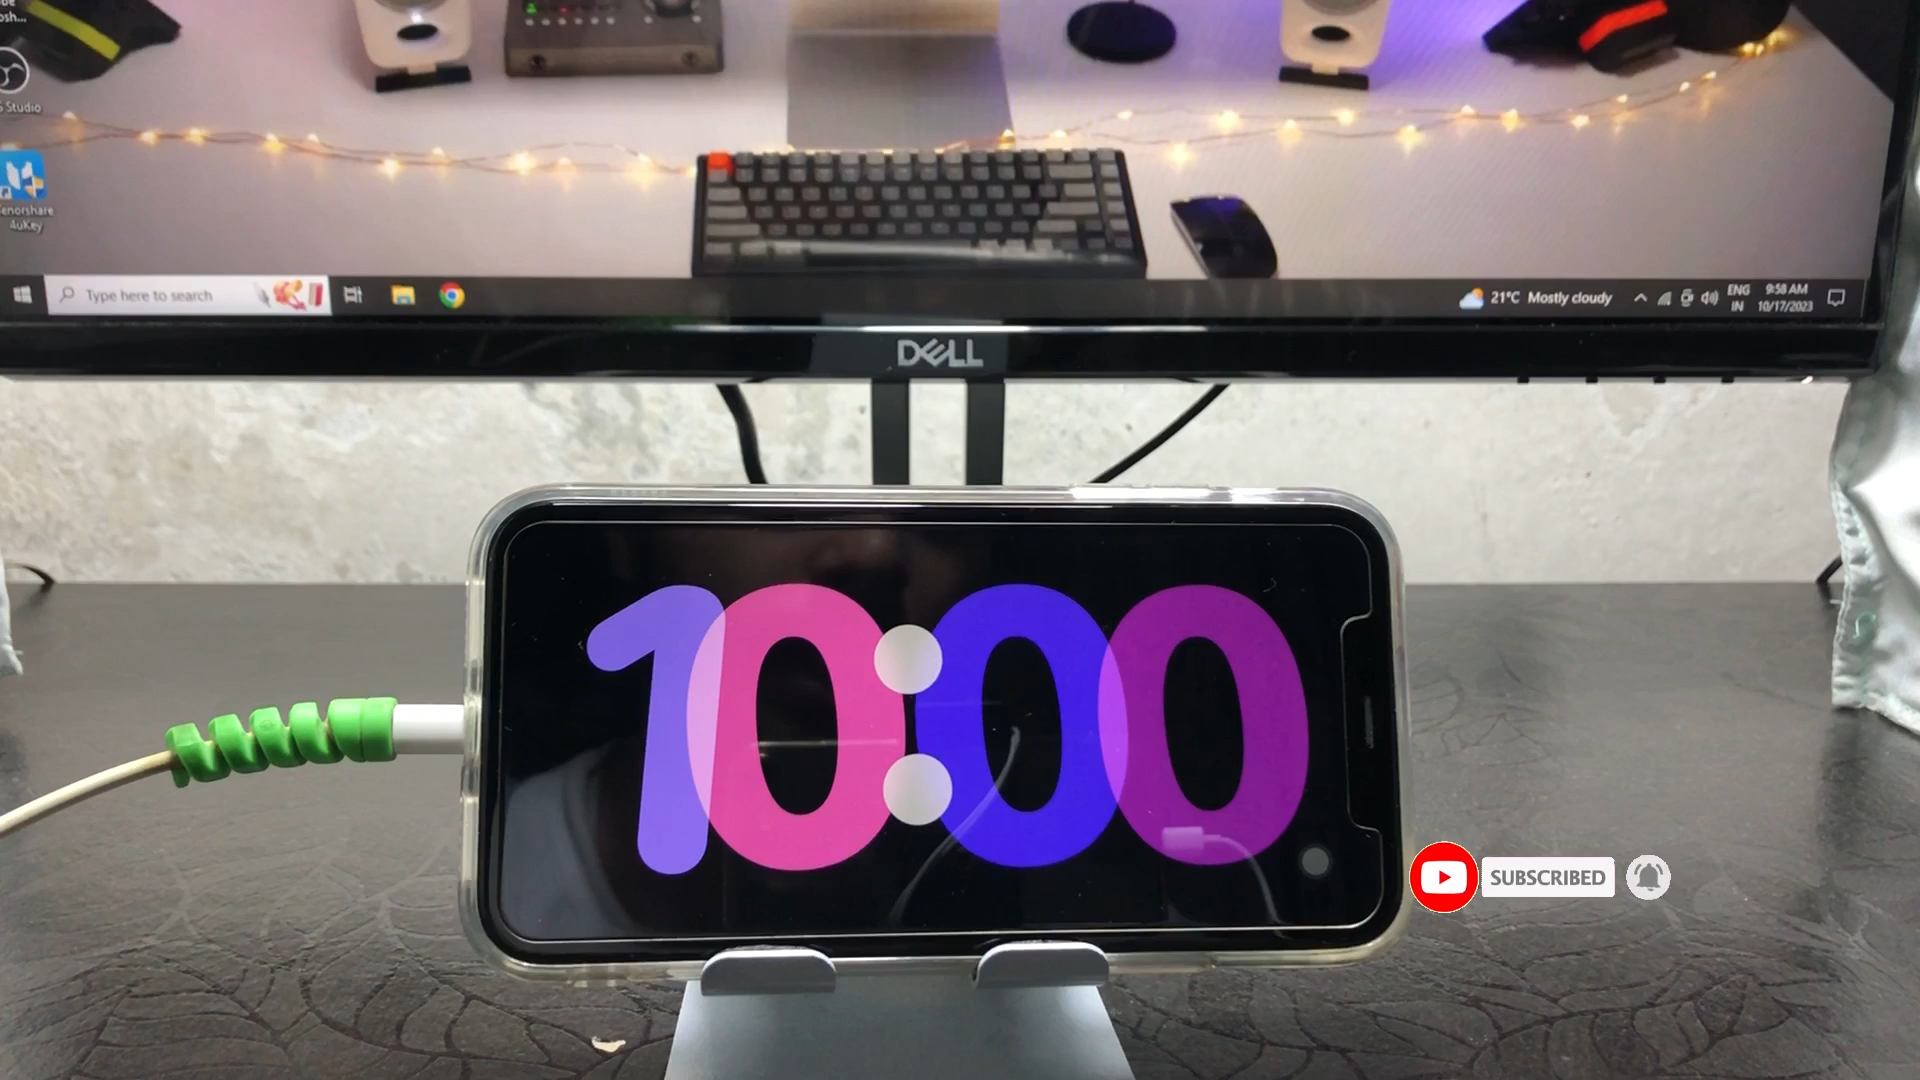 G Studio
Tenorshare
4uKey
Type here to search
21°C Mostly cloudy
ENG
IN
9:58 AM
10/17/2023
DELL
10:00
SUBSCRIBED